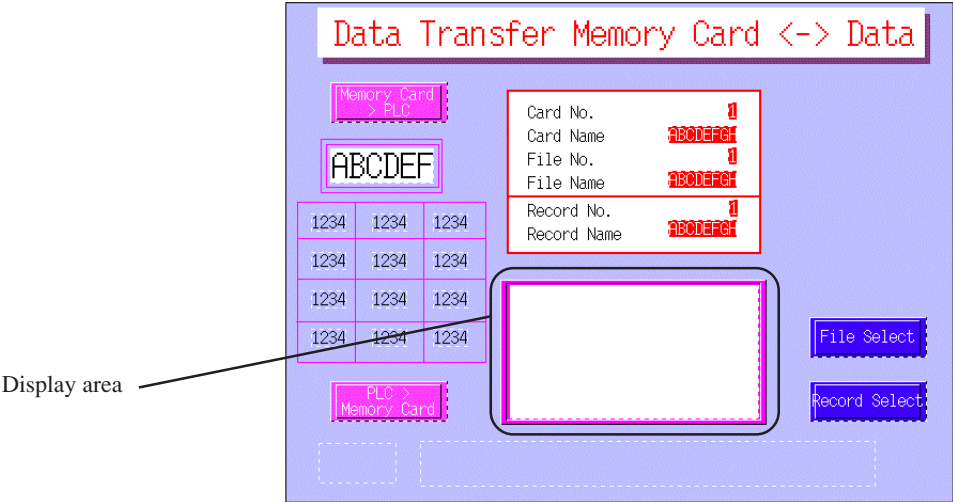 Data Transfer Memory Card <-> Data
Memory Card
> PLC
ABCDEF
1234 1234 1234
1234 1234 1234
1234 1234 1234
1234 1234 1234
PLC >
Memory Card
Card No. 1
Card Name ABCDEFGH
File No. 1
File Name ABCDEFGH
Record No. 1
Record Name ABCDEFGH
File Select
Record Select
Display area